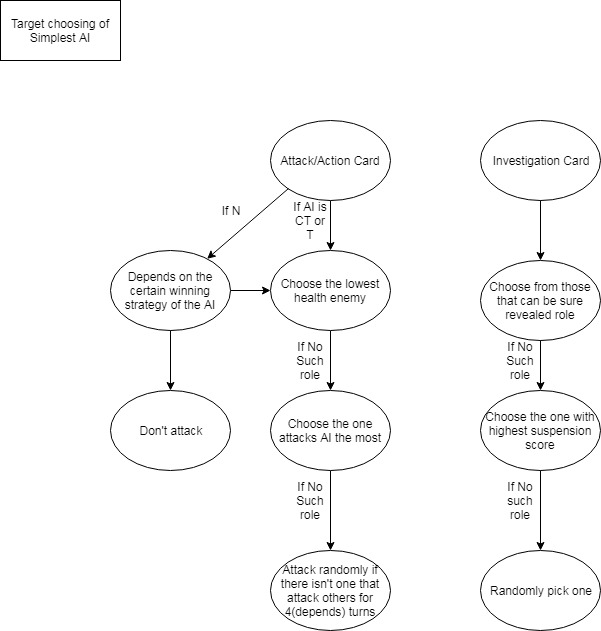 Target choosing of
Simplest AI
Attack/Action Card
Investigation Card
If N
If AI is
CT or
T
Depends on the
certain winning
strategy of the AI
Choose the lowest
health enemy
Choose from those
that can be sure
revealed role
If No
Such
role
If No
Such
role
Don't attack
Choose the one
attacks AI the most
Choose the one with
highest suspension
score
If No
Such
role
If No
such
role
Attack randomly if
there isn't one that
attack others for
4(depends) turns
Randomly pick one